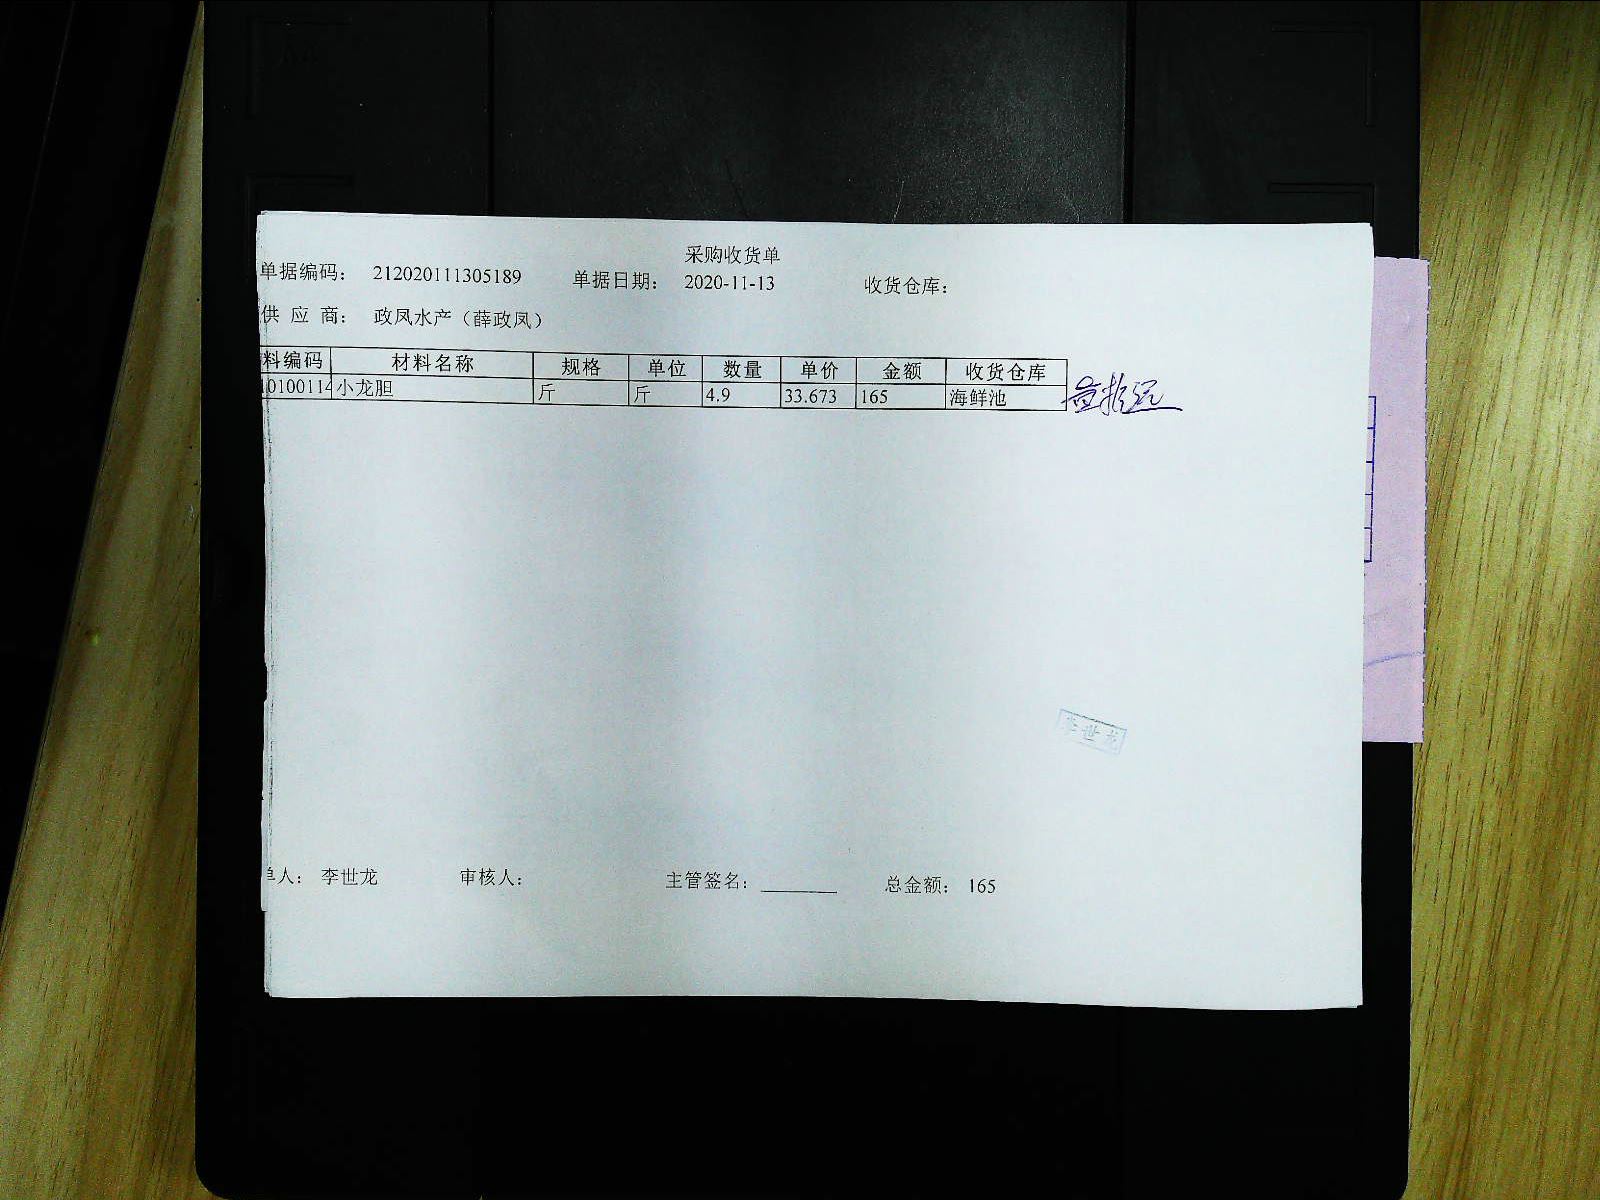 采购收货单
单据编码： 212020111305189 单据日期： 2020-11-13 收货仓库：
供 应 商： 政凤水产（薛政凤）
料编码 材料名称 规格 单位 数量 单价 金额 收货仓库
10100114 小龙胆 斤 斤 4.9 33.673 165 海鲜池
李世龙
单人： 李世龙 审核人： 主管签名： 总金额： 165